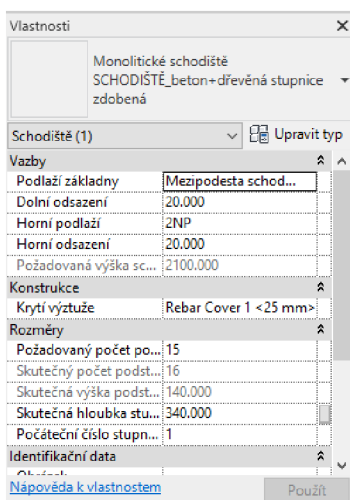 Vlastnosti
Monolitické schodiště
SCHODIŠTĚ_beton+dřevěná stupnice
zdobená
Schodiště (1) Upravit typ
Vazby
Podlaží základny Mezipodesta schod...
Dolní odsazení 20.000
Horní podlaží 2NP
Horní odsazení 20.000
Požadovaná výška sc... 2100.000
Konstrukce
Krytí výztuže Rebar Cover 1 <25 mm>
Rozměry
Požadovaný počet po... 15
Skutečný počet podst... 16
Skutečná výška podst... 140.000
Skutečná hloubka stu... 340.000
Počáteční číslo stupn... 1
Identifikační data
Nápověda k vlastnostem Použít